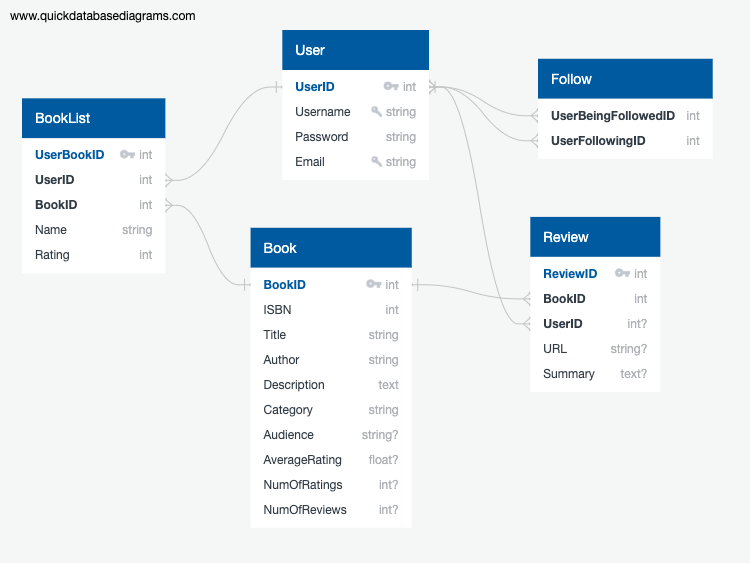 www.quickdatabasediagrams.com
User
UserID int
Username string
Password string
Email string
Follow
UserBeingFollowedID int
UserFollowingID int
BookList
UserBookID int
UserID int
BookID int
Name string
Rating int
Book
BookID int
ISBN int
Title string
Author string
Description text
Category string
Audience string?
AverageRating float?
NumOfRatings int?
NumOfReviews int?
Review
ReviewID int
BookID int
UserID int?
URL string?
Summary text?